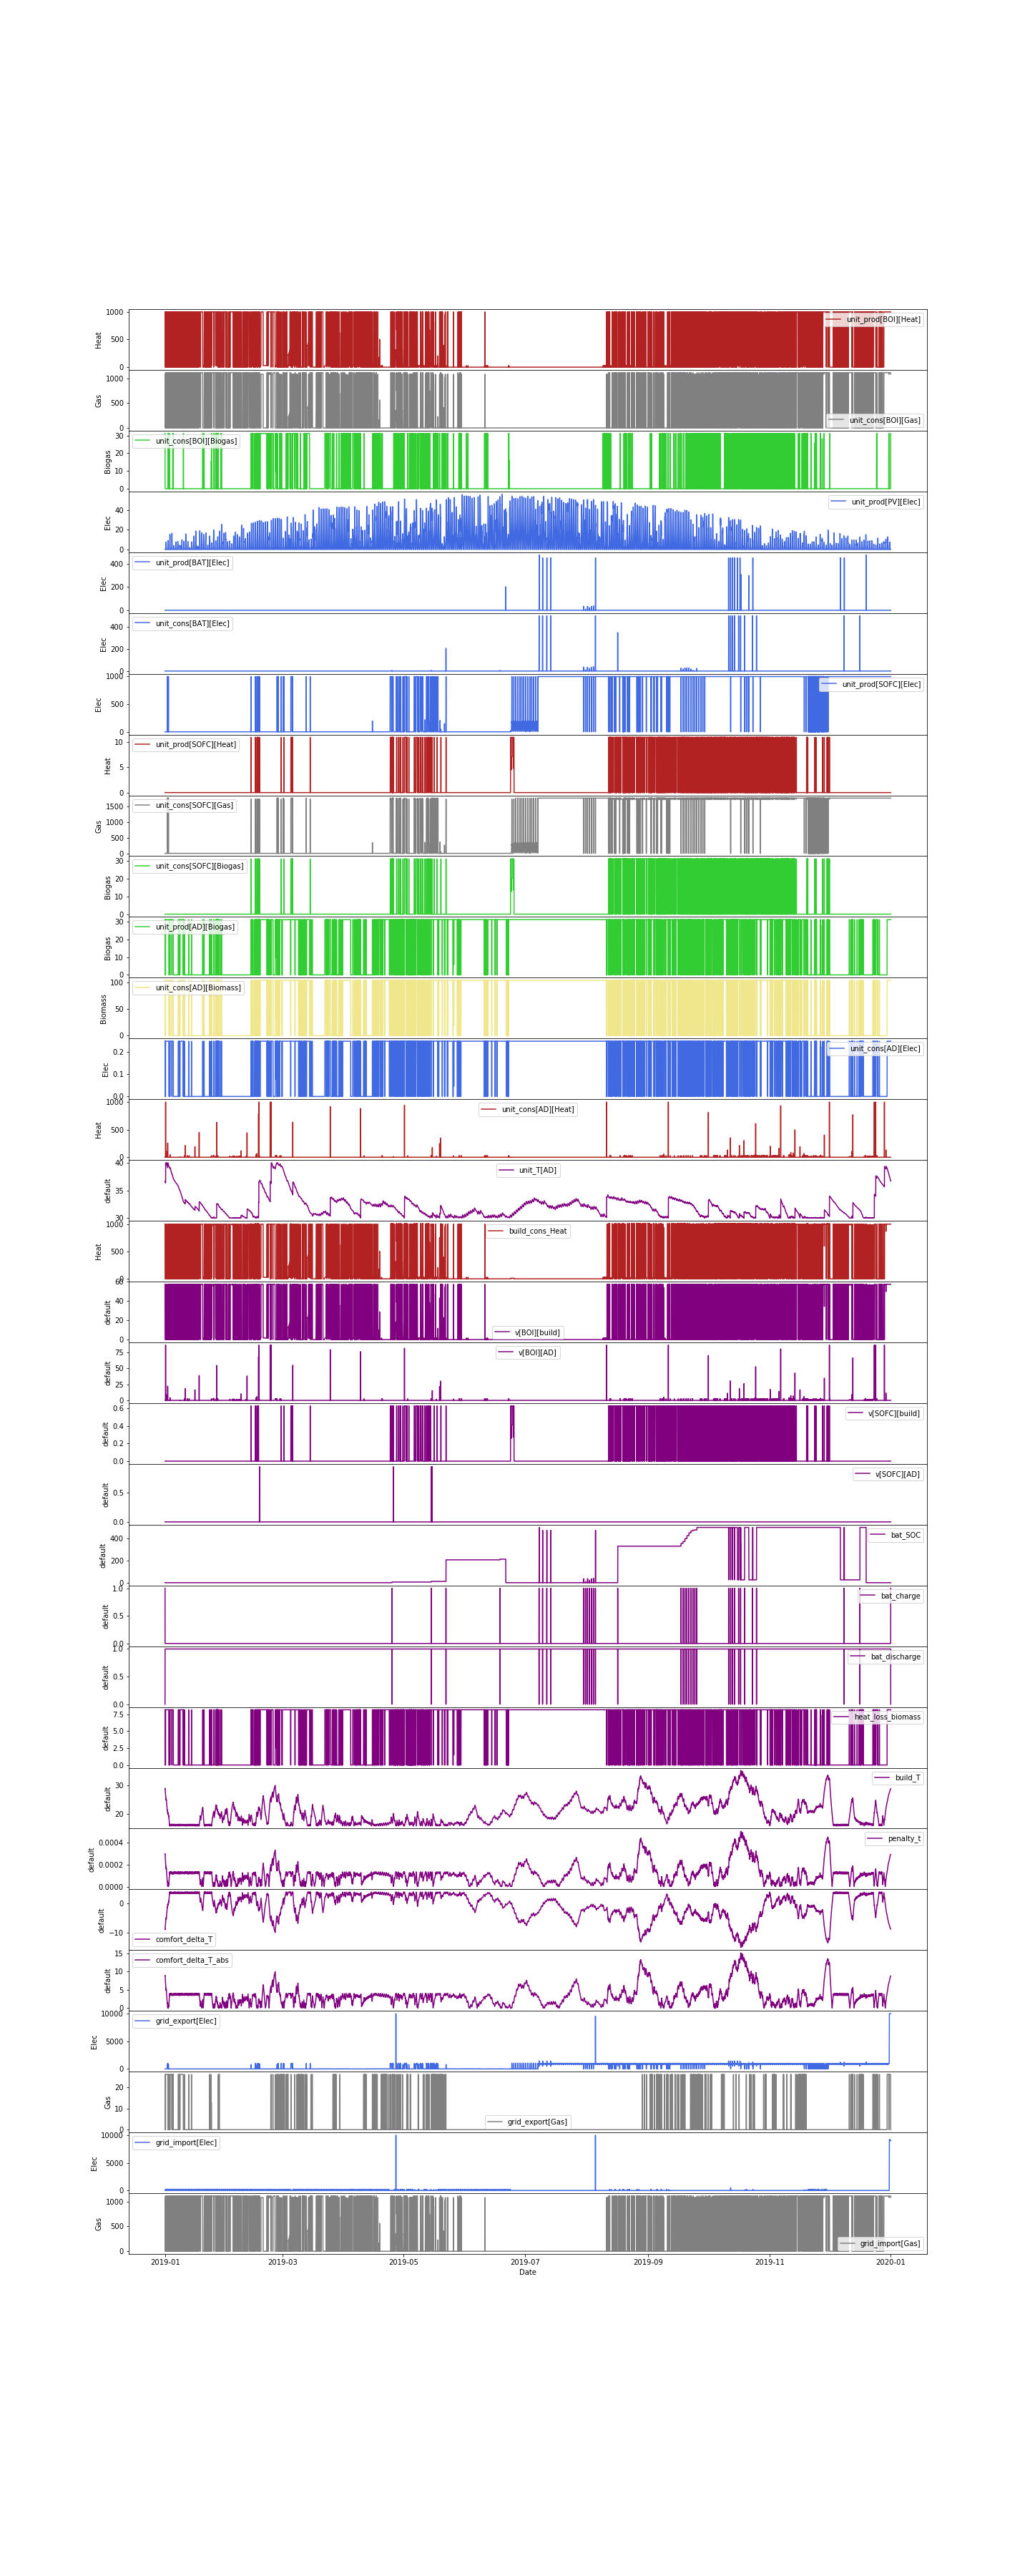 1000
500
0
Heat
unit_prod[BOI][Heat]
1000
500
0
Gas
unit_cons[BOI][Gas]
30
20
10
0
Biogas
unit_cons[BOI][Biogas]
40
20
0
Elec
unit_prod[PV][Elec]
400
200
0
Elec
unit_prod[BAT][Elec]
400
200
0
Elec
unit_cons[BAT][Elec]
1000
500
0
Elec
unit_prod[SOFC][Elec]
10
5
0
Heat
unit_prod[SOFC][Heat]
1500
1000
500
0
Gas
unit_cons[SOFC][Gas]
30
20
10
0
Biogas
unit_cons[SOFC][Biogas]
30
20
10
0
Biogas
unit_prod[AD][Biogas]
100
50
0
Biomass
unit_cons[AD][Biomass]
0.2
0.1
0.0
Elec
unit_cons[AD][Elec]
1000
500
0
Heat
unit_cons[AD][Heat]
40
35
30
default
unit_T[AD]
1000
500
0
Heat
build_cons_Heat
60
40
20
0
default
v[BOI][build]
75
50
25
0
default
v[BOI][AD]
0.6
0.4
0.2
0.0
default
v[SOFC][build]
0.5
0.0
default
v[SOFC][AD]
400
200
0
default
bat_SOC
1.0
0.5
0.0
default
bat_charge
1.0
0.5
0.0
default
bat_discharge
7.5
5.0
2.5
0.0
default
heat_loss_biomass
30
20
default
build_T
0.0004
0.0002
0.0000
default
penalty_t
0
−10
default
comfort_delta_T
15
10
5
0
default
comfort_delta_T_abs
10000
5000
0
Elec
grid_export[Elec]
20
10
0
Gas
grid_export[Gas]
10000
5000
0
Elec
grid_import[Elec]
1000
500
0
Gas
grid_import[Gas]
2019-01 2019-03 2019-05 2019-07 2019-09 2019-11 2020-01
Date